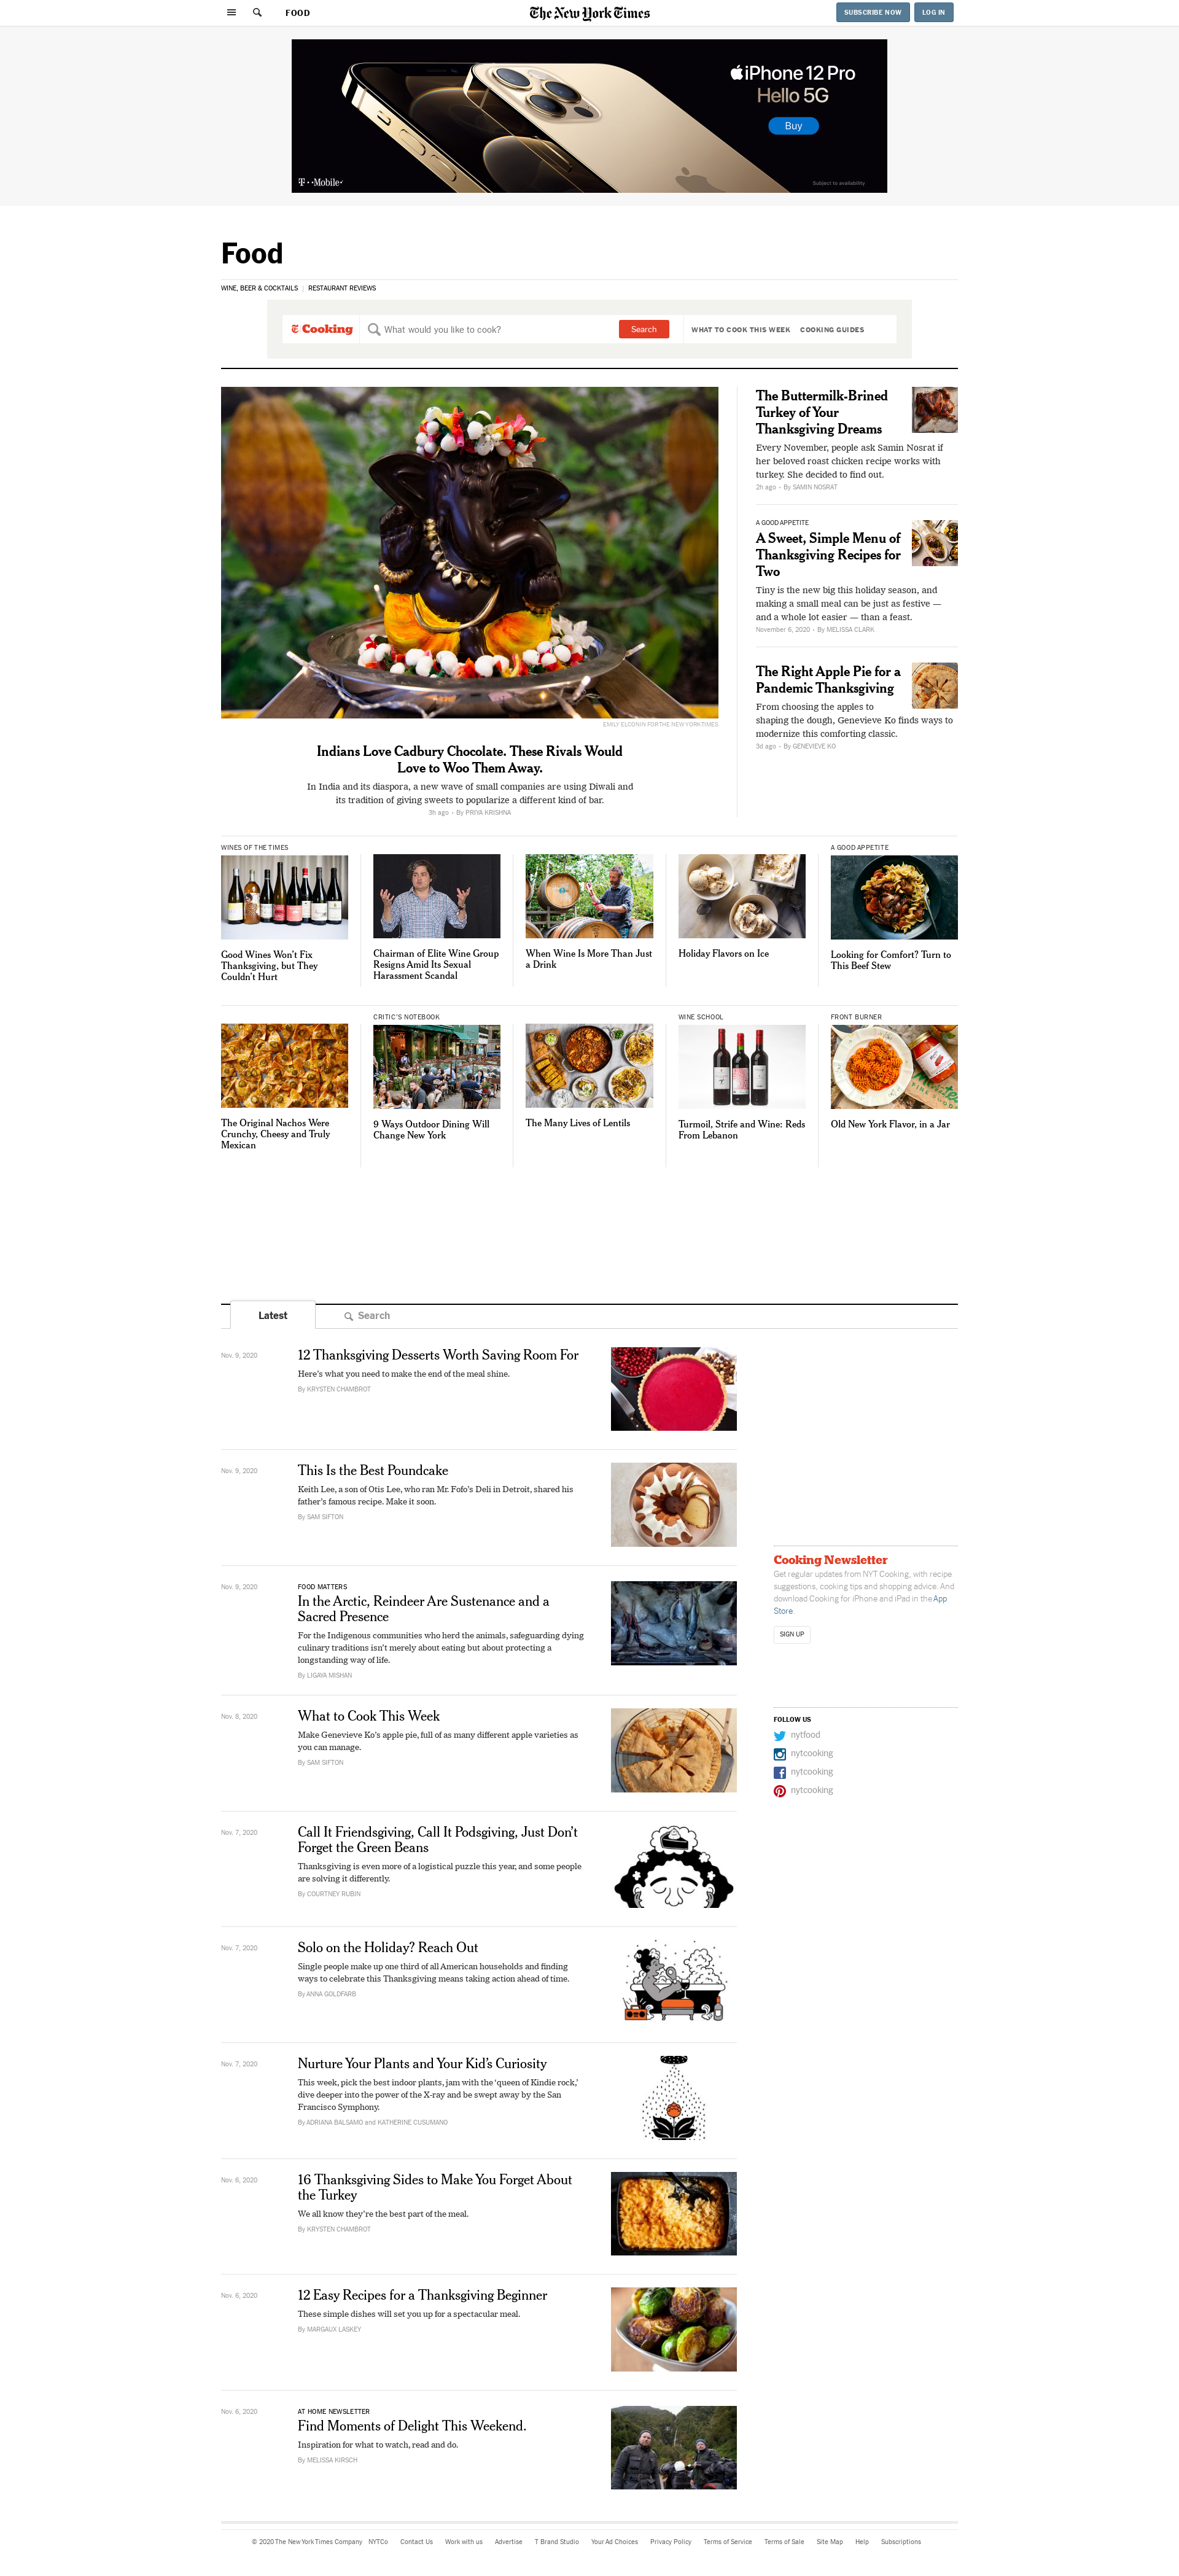 FOOD
The New York Times
SUBSCRIBE NOW
LOG IN
iPhone 12 Pro
Hello 5G
Buy
T Mobile
Subject to availability
Food
WINE, BEER & COCKTAILS | RESTAURANT REVIEWS
Cooking
What would you like to cook?
Search
WHAT TO COOK THIS WEEK
COOKING GUIDES
EMILY ELCONIN FOR THE NEW YORK TIMES
Indians Love Cadbury Chocolate. These Rivals Would
Love to Woo Them Away.
In India and its diaspora, a new wave of small companies are using Diwali and
its tradition of giving sweets to popularize a different kind of bar.
3h ago • By PRIYA KRISHNA
The Buttermilk-Brined
Turkey of Your
Thanksgiving Dreams
Every November, people ask Samin Nosrat if
her beloved roast chicken recipe works with
turkey. She decided to find out.
2h ago • By SAMIN NOSRAT
A GOOD APPETITE
A Sweet, Simple Menu of
Thanksgiving Recipes for
Two
Tiny is the new big this holiday season, and
making a small meal can be just as festive —
and a whole lot easier — than a feast.
November 6, 2020 • By MELISSA CLARK
The Right Apple Pie for a
Pandemic Thanksgiving
From choosing the apples to
shaping the dough, Genevieve Ko finds ways to
modernize this comforting classic.
3d ago • By GENEVIEVE KO
WINES OF THE TIMES
Good Wines Won't Fix
Thanksgiving, but They
Couldn't Hurt
Chairman of Elite Wine Group
Resigns Amid Its Sexual
Harassment Scandal
When Wine Is More Than Just
a Drink
Holiday Flavors on Ice
A GOOD APPETITE
Looking for Comfort? Turn to
This Beef Stew
The Original Nachos Were
Crunchy, Cheesy and Truly
Mexican
CRITIC'S NOTEBOOK
9 Ways Outdoor Dining Will
Change New York
The Many Lives of Lentils
WINE SCHOOL
Turmoil, Strife and Wine: Reds
From Lebanon
FRONT BURNER
Old New York Flavor, in a Jar
Latest
Search
Nov. 9, 2020
12 Thanksgiving Desserts Worth Saving Room For
Here's what you need to make the end of the meal shine.
By KRYSTEN CHAMBROT
Nov. 9, 2020
This Is the Best Poundcake
Keith Lee, a son of Otis Lee, who ran Mr. Fofo's Deli in Detroit, shared his
father's famous recipe. Make it soon.
By SAM SIFTON
Nov. 9, 2020
FOOD MATTERS
In the Arctic, Reindeer Are Sustenance and a
Sacred Presence
For the Indigenous communities who herd the animals, safeguarding dying
culinary traditions isn't merely about eating but about protecting a
longstanding way of life.
By LIGAYA MISHAN
Nov. 8, 2020
What to Cook This Week
Make Genevieve Ko's apple pie, full of as many different apple varieties as
you can manage.
By SAM SIFTON
Nov. 7, 2020
Call It Friendsgiving, Call It Podsgiving, Just Don't
Forget the Green Beans
Thanksgiving is even more of a logistical puzzle this year, and some people
are solving it differently.
By COURTNEY RUBIN
Nov. 7, 2020
Solo on the Holiday? Reach Out
Single people make up one third of all American households and finding
ways to celebrate this Thanksgiving means taking action ahead of time.
By ANNA GOLDFARB
Nov. 7, 2020
Nurture Your Plants and Your Kid's Curiosity
This week, pick the best indoor plants, jam with the 'queen of Kindie rock,'
dive deeper into the power of the X-ray and be swept away by the San
Francisco Symphony.
By ADRIANA BALSAMO and KATHERINE CUSUMANO
Nov. 6, 2020
16 Thanksgiving Sides to Make You Forget About
the Turkey
We all know they're the best part of the meal.
By KRYSTEN CHAMBROT
Nov. 6, 2020
12 Easy Recipes for a Thanksgiving Beginner
These simple dishes will set you up for a spectacular meal.
By MARGAUX LASKEY
Nov. 6, 2020
AT HOME NEWSLETTER
Find Moments of Delight This Weekend.
Inspiration for what to watch, read and do.
By MELISSA KIRSCH
Cooking Newsletter
Get regular updates from NYT Cooking, with recipe
suggestions, cooking tips and shopping advice. And
download Cooking for iPhone and iPad in the App
Store.
SIGN UP
FOLLOW US
nytfood
nytcooking
nytcooking
nytcooking
© 2020 The New York Times Company NYTCo Contact Us Work with us Advertise T Brand Studio Your Ad Choices Privacy Policy Terms of Service Terms of Sale Site Map Help Subscriptions